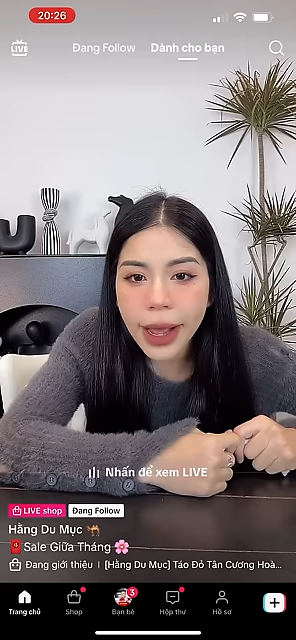 20:26
LIVE
Đang Follow
Dành cho bạn
Nhấn để xem LIVE
LIVE shop
Đang Follow
Hằng Du Mục 🐫
🧧Sale Giữa Tháng 🌸
Đang giới thiệu | [Hằng Du Mục] Táo Đỏ Tân Cương Hoà...
3
Trang chủ
Shop
Bạn bè
Hộp thư
Hồ sơ